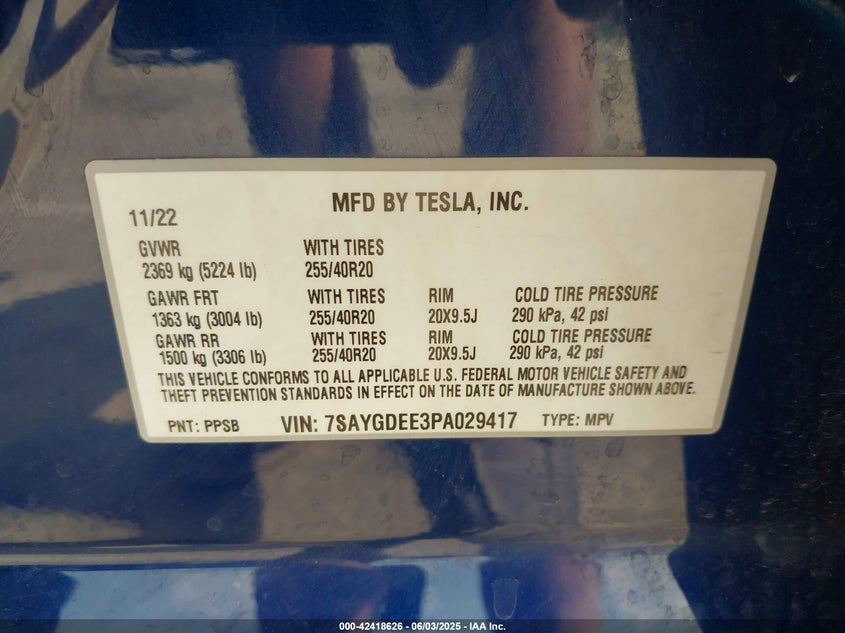 MFD BY TESLA, INC.
11/22
GVWR WITH TIRES
2369 kg (5224 lb) 255/40R20
GAWR FRT WITH TIRES RIM COLD TIRE PRESSURE
1363 kg (3004 lb) 255/40R20 20X9.5J 290 kPa, 42 psi
GAWR RR WITH TIRES RIM COLD TIRE PRESSURE
1500 kg (3306 lb) 255/40R20 20X9.5J 290 kPa, 42 psi
THIS VEHICLE CONFORMS TO ALL APPLICABLE U.S. FEDERAL MOTOR VEHICLE SAFETY AND
THEFT PREVENTION STANDARDS IN EFFECT ON THE DATE OF MANUFACTURE SHOWN ABOVE.
PNT: PPSB VIN: 7SAYGDEE3PA029417 TYPE: MPV
000-42418626 - 06/03/2025 - IAA Inc.